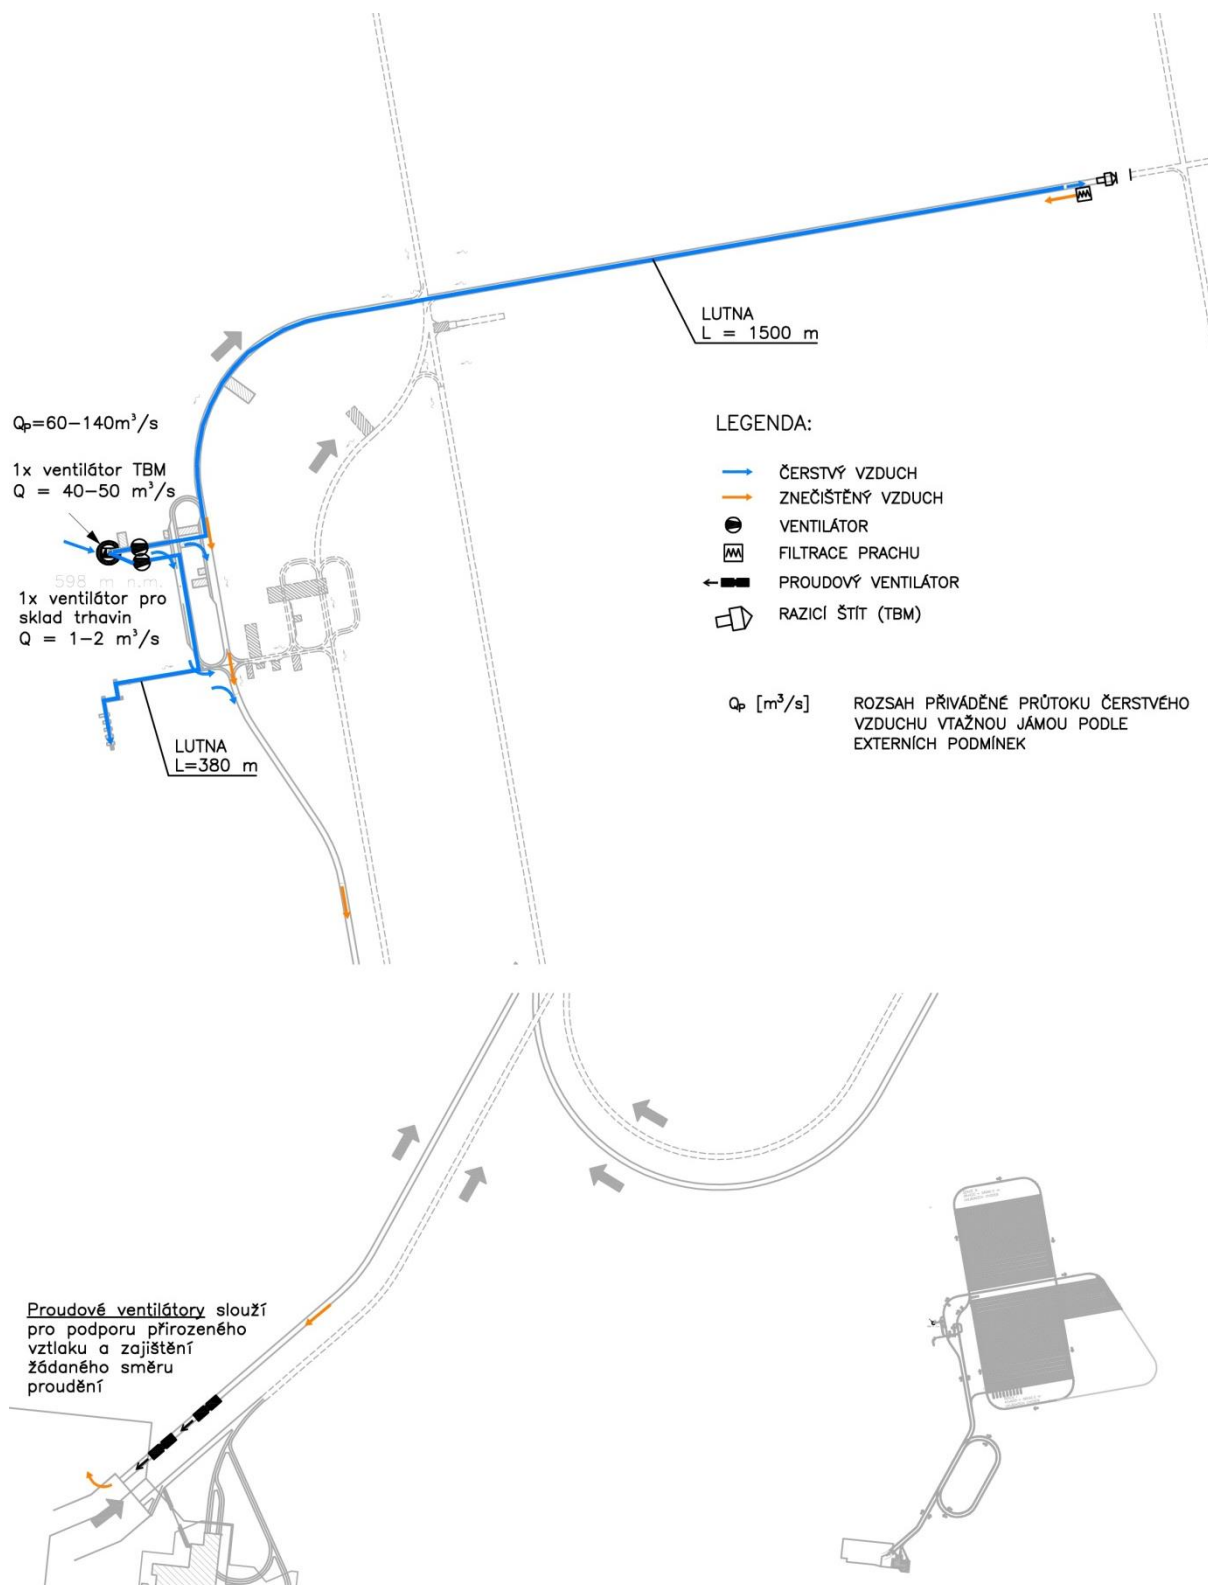 LUTNA
L = 1500 m
Qp=60-140m³/s
1x ventilátor TBM
Q = 40-50 m³/s
598 m n.m.
1x ventilátor pro
sklad trhavin
Q = 1-2 m³/s
LUTNA
L=380 m
LEGENDA:
ČERSTVÝ VZDUCH
ZNEČIŠTĚNÝ VZDUCH
VENTILÁTOR
FILTRACE PRACHU
PROUDOVÝ VENTILÁTOR
RAZICÍ ŠTÍT (TBM)
Qp [m³/s] ROZSAH PŘIVÁDĚNÉ PRŮTOKU ČERSTVÉHO
VZDUCHU VTAŽNOU JÁMOU PODLE
EXTERNÍCH PODMÍNEK
Proudové ventilátory slouží
pro podporu přirozeného
vztlaku a zajištění
žádaného směru
proudění